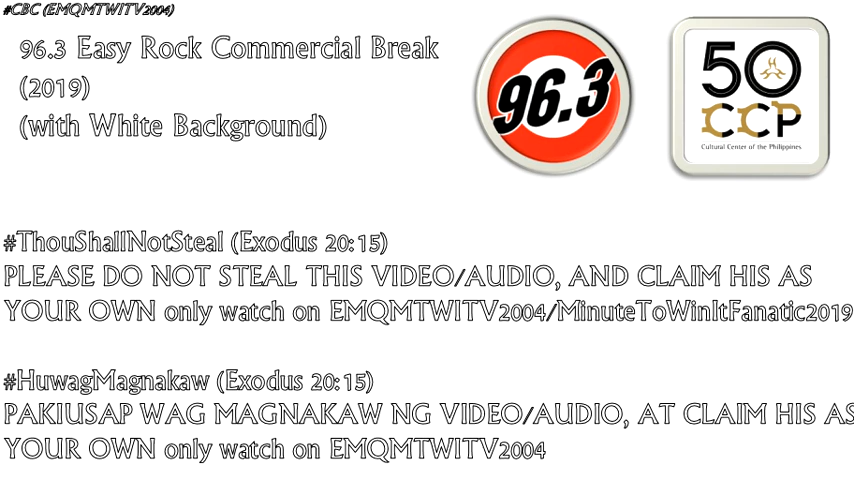 #CBC (EMQMTWITV2004)
96.3 Easy Rock Commercial Break
(2019)
(with White Background)
96.3
50
CCP
Cultural Center of the Philippines
#ThouShallNotSteal (Exodus 20:15)
PLEASE DO NOT STEAL THIS VIDEO/AUDIO, AND CLAIM HIS AS
YOUR OWN only watch on EMQMTWITV2004/MinuteToWinItFanatic2019
#HuwagMagnakaw (Exodus 20:15)
PAKIUSAP WAG MAGNAKAW NG VIDEO/AUDIO, AT CLAIM HIS AS
YOUR OWN only watch on EMQMTWITV2004